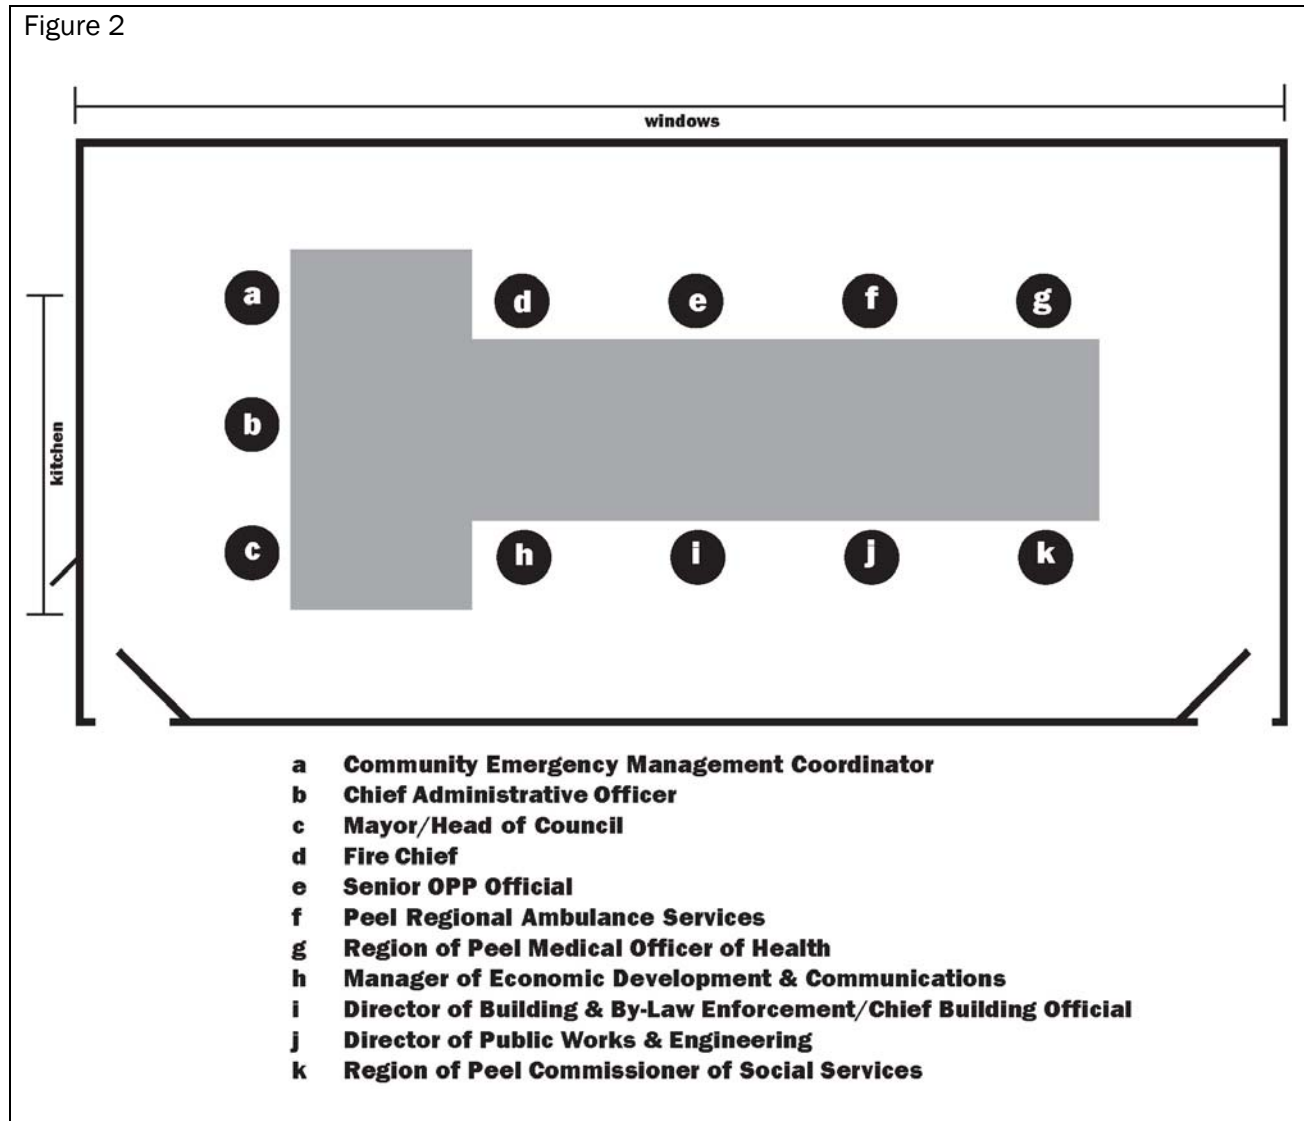 Figure 2
windows
kitchen
a
b
c
d
e
f
g
h
i
j
k
a Community Emergency Management Coordinator
b Chief Administrative Officer
c Mayor/Head of Council
d Fire Chief
e Senior OPP Official
f Peel Regional Ambulance Services
g Region of Peel Medical Officer of Health
h Manager of Economic Development & Communications
i Director of Building & By-Law Enforcement/Chief Building Official
j Director of Public Works & Engineering
k Region of Peel Commissioner of Social Services